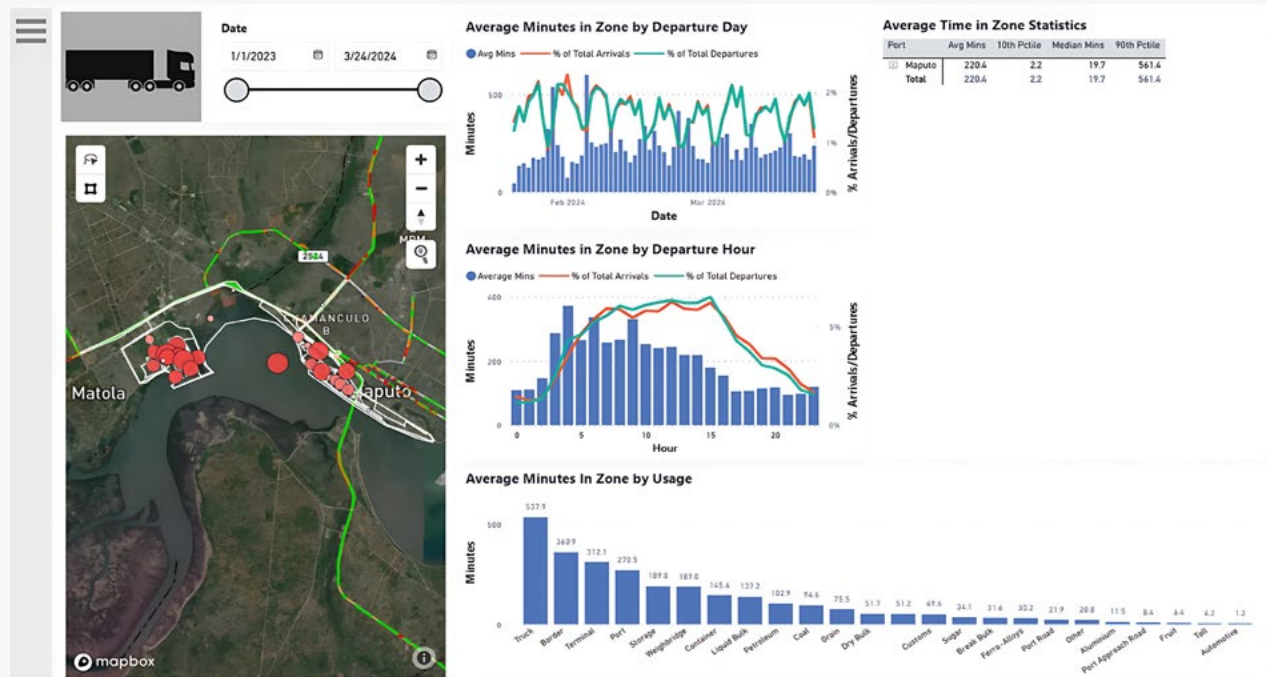 Date
1/1/2023
3/24/2024
Matola
CHAMANCULO
B
aputo
mapbox
Average Minutes in Zone by Departure Day
Avg Mins
% of Total Arrivals
% of Total Departures
Minutes
500
0
2%
1%
0%
% Arrivals/Departures
Feb 2024
Mar 2024
Date
Average Minutes in Zone by Departure Hour
Average Mins
% of Total Arrivals
% of Total Departures
Minutes
400
200
0
5%
0%
% Arrivals/Departures
0 5 10 15 20
Hour
Average Minutes In Zone by Usage
Minutes
500
0
537.9 360.9 312.1 270.5 189.8 189.0 145.6 137.2 102.9 94.6 75.5 51.7 51.2 49.6 34.1 31.6 30.2 21.9 20.8 11.5 8.4 6.4 4.2 1.2
Truck Border Terminal Port Storage Weighbridge Container Liquid Bulk Petroleum Coal Grain Dry Bulk Customs Sugar Break Bulk Ferro-Alloys Port Road Other Aluminium Port Approach Road Fruit Toll Automotive
Average Time in Zone Statistics
Port Avg Mins 10th Pctile Median Mins 90th Pctile
Maputo 220.4 2.2 19.7 561.4
Total 220.4 2.2 19.7 561.4